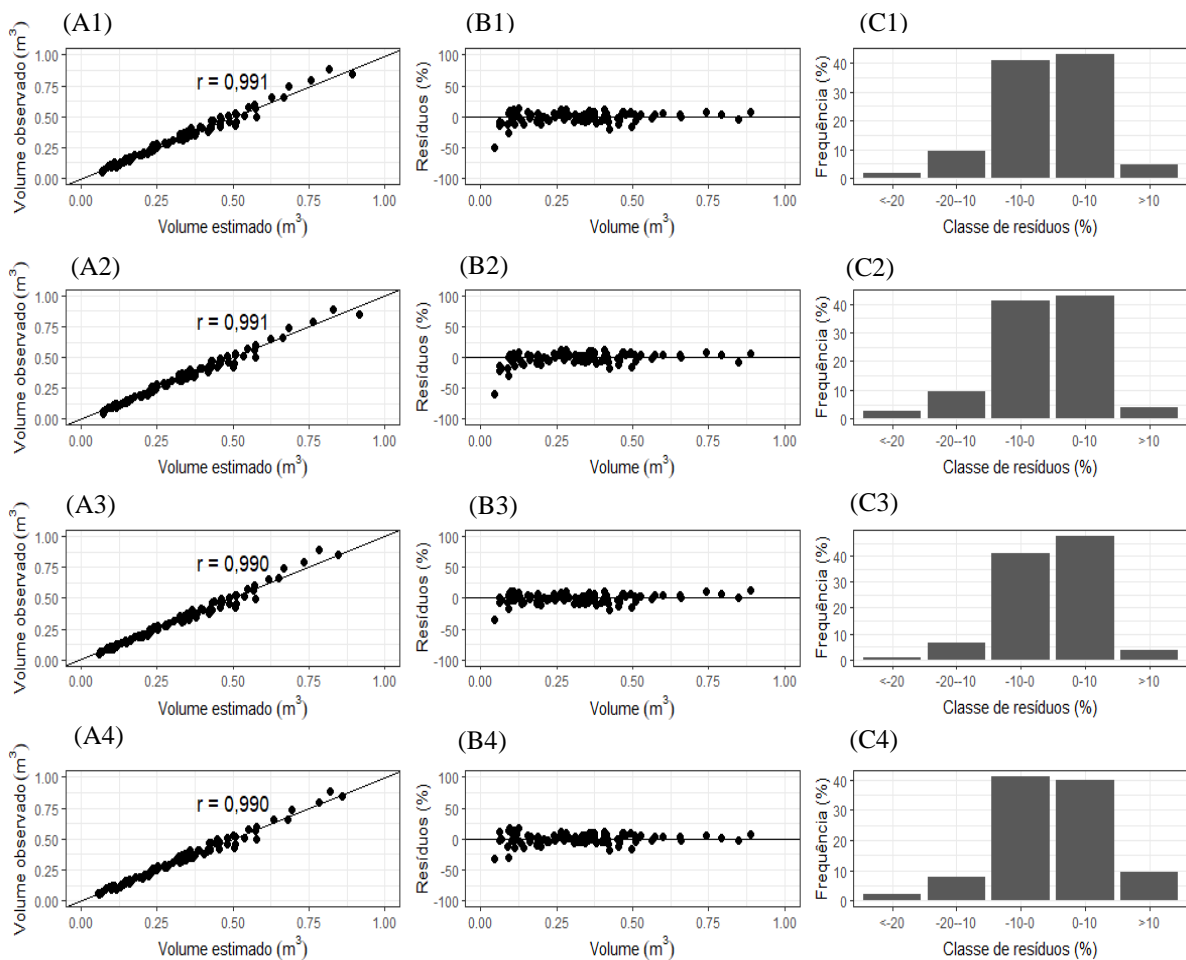 (A1)
(B1)
(C1)
Volume observado (m³)
1.00
0.75
0.50
0.25
0.00
r = 0,991
0.00 0.25 0.50 0.75 1.00
Volume estimado (m³)
Resíduos (%)
100
50
0
-50
-100
0.00 0.25 0.50 0.75 1.00
Volume (m³)
Frequência (%)
40
30
20
10
0
<-20 -20--10 -10-0 0-10 >10
Classe de resíduos (%)
(A2)
(B2)
(C2)
Volume observado (m³)
1.00
0.75
0.50
0.25
0.00
r = 0,991
0.00 0.25 0.50 0.75 1.00
Volume estimado (m³)
Resíduos (%)
100
50
0
-50
-100
0.00 0.25 0.50 0.75 1.00
Volume (m³)
Frequência (%)
40
30
20
10
0
<-20 -20--10 -10-0 0-10 >10
Classe de resíduos (%)
(A3)
(B3)
(C3)
Volume observado (m³)
1.00
0.75
0.50
0.25
0.00
r = 0,990
0.00 0.25 0.50 0.75 1.00
Volume estimado (m³)
Resíduos (%)
100
50
0
-50
-100
0.00 0.25 0.50 0.75 1.00
Volume (m³)
Frequência (%)
40
30
20
10
0
<-20 -20--10 -10-0 0-10 >10
Classe de resíduos (%)
(A4)
(B4)
(C4)
Volume observado (m³)
1.00
0.75
0.50
0.25
0.00
r = 0,990
0.00 0.25 0.50 0.75 1.00
Volume estimado (m³)
Resíduos (%)
100
50
0
-50
-100
0.00 0.25 0.50 0.75 1.00
Volume (m³)
Frequência (%)
40
30
20
10
0
<-20 -20--10 -10-0 0-10 >10
Classe de resíduos (%)